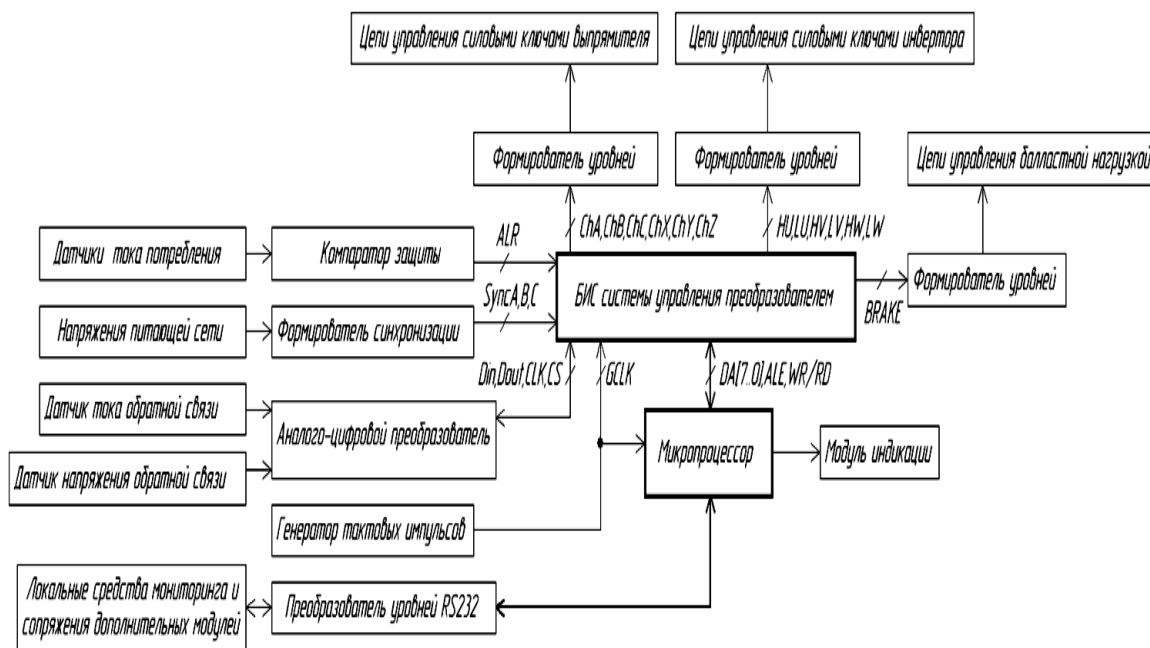 Цепи управления силовыми ключами выпрямителя
Цепи управления силовыми ключами инвертора
Формирователь уровней
Формирователь уровней
Цепи управления балластной нагрузкой
ChA,ChB,ChC,ChX,ChY,ChZ
HU,LU,HV,LV,HW,LW
Датчики тока потребления
Компаратор защиты
ALR
БИС системы управления преобразователем
Формирователь уровней
BRAKE
Напряжения питающей сети
Формирователь синхронизации
SyncA,B,C
Din,Dout,CLK,CS
GCLK
DA[7..0],ALE,WR/RD
Датчик тока обратной связи
Аналого-цифровой преобразователь
Датчик напряжения обратной связи
Микропроцессор
Модуль индикации
Генератор тактовых импульсов
Локальные средства мониторинга и
сопряжения дополнительных модулей
Преобразователь уровней RS232